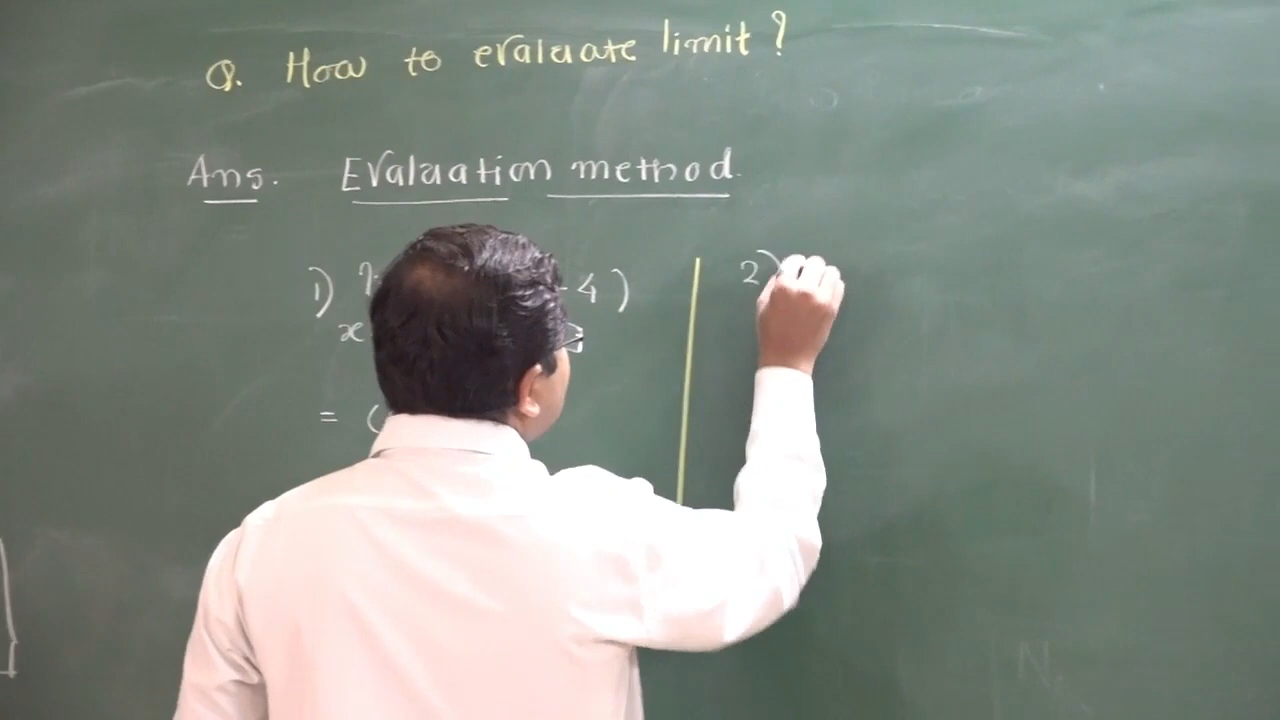 Q. How to evaluate limit?
Ans. Evaluation method.
1) - 4 ) 2)
x
= (